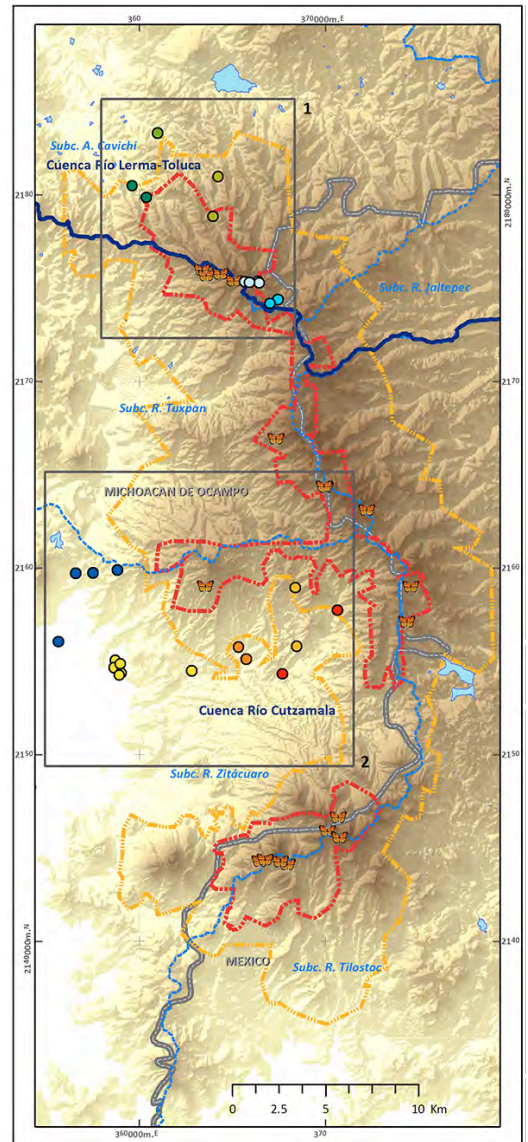 360
370000m.E
1
Subc. A. Cavichi
Cuenca Río Lerma-Toluca
2180
2180000m.N
Subc. R. Jaltepec
2170
2170
Subc. R. Tuxpan
MICHOACAN DE OCAMPO
2160
2160
Cuenca Río Cutzamala
2150
2150
2
Subc. R. Zitácuaro
2140000m.N
2140
MEXICO
Subc. R. Tilostoc
0 2.5 5 10 Km
360000m.E
370